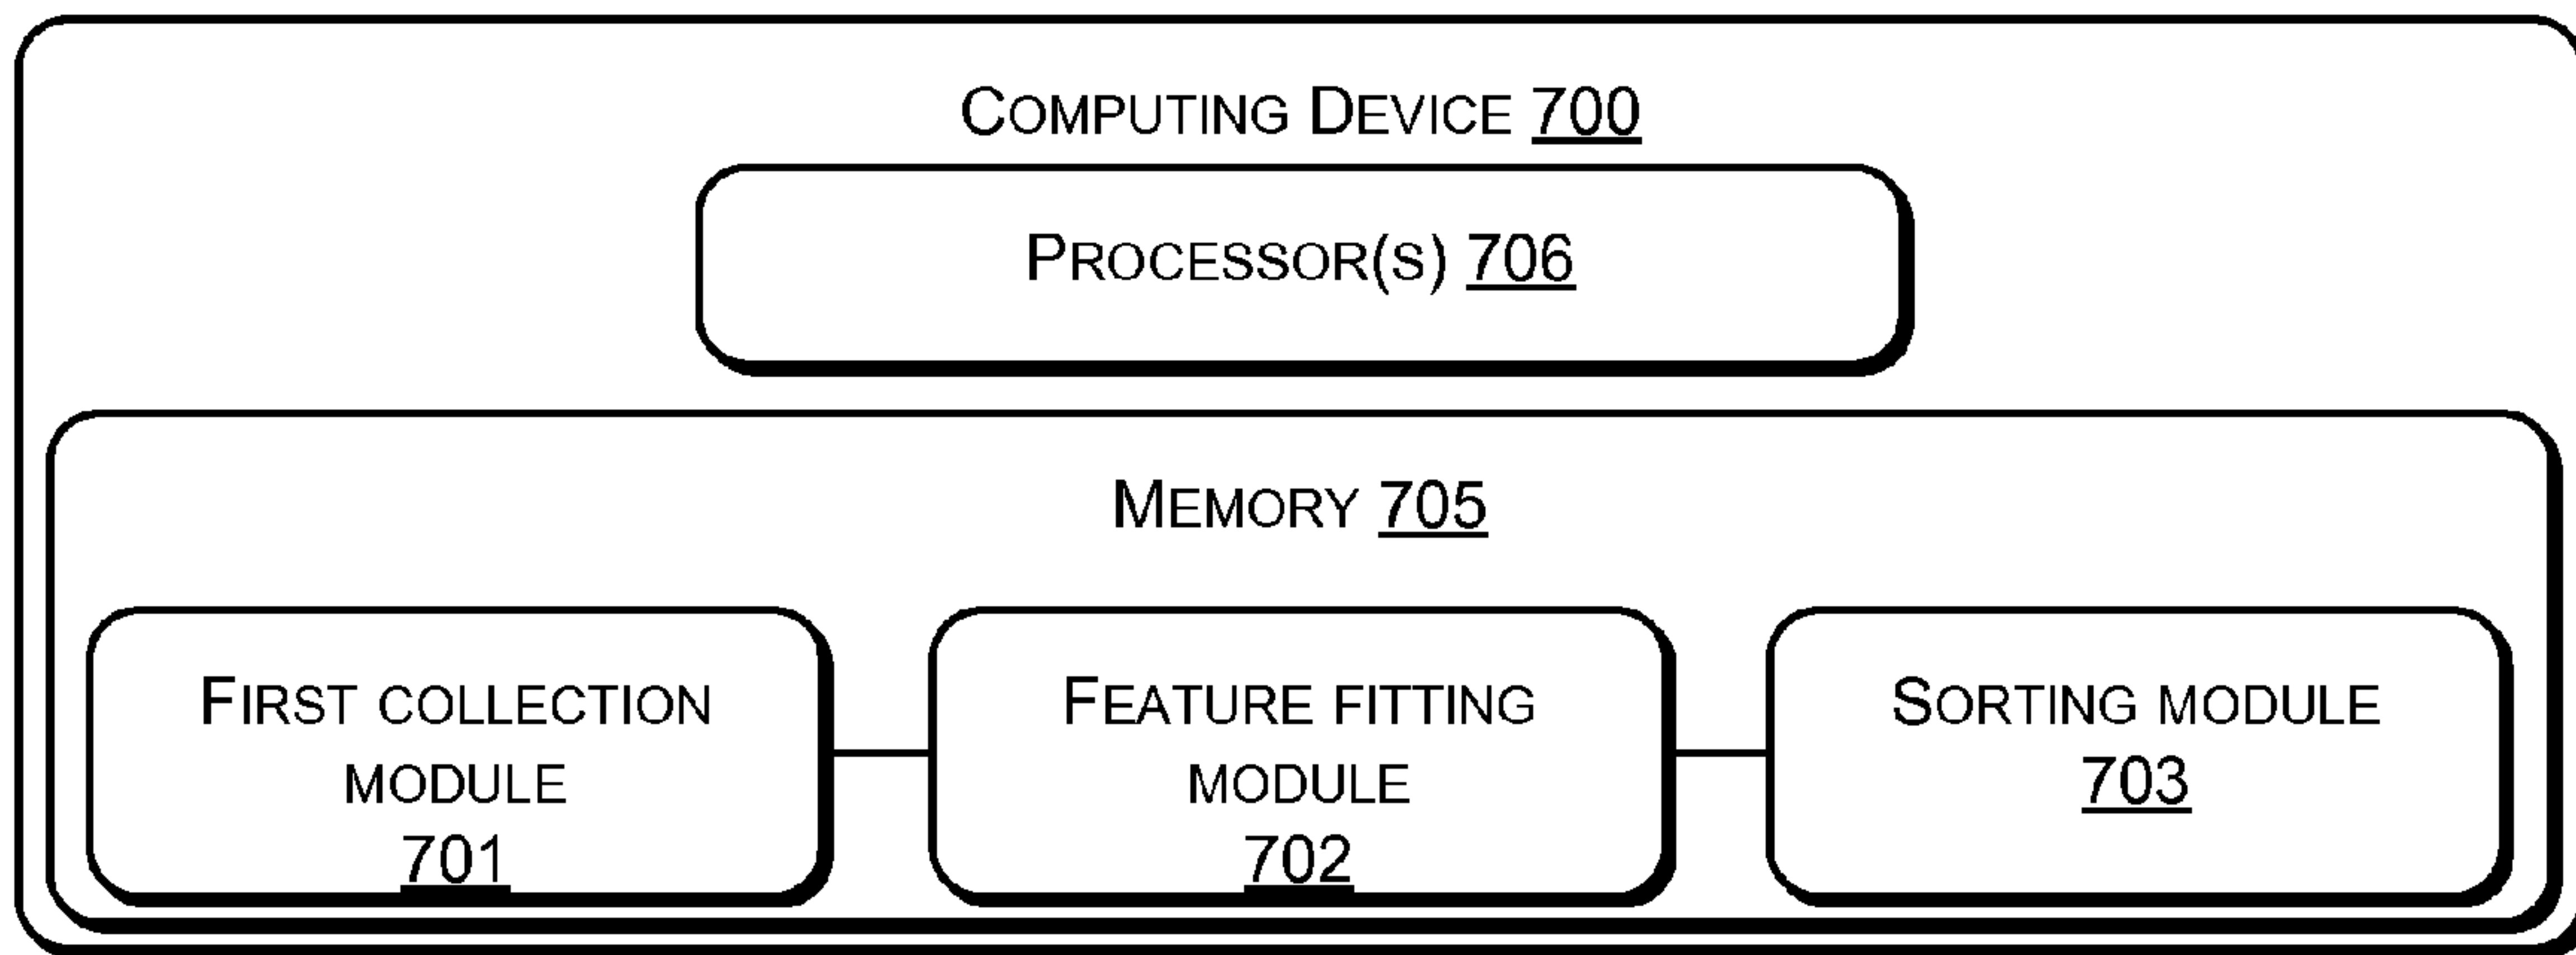 COMPUTING DEVICE 700
PROCESSOR(S) 706
MEMORY 705
FIRST COLLECTION
MODULE
701
FEATURE FITTING
MODULE
702
SORTING MODULE
703